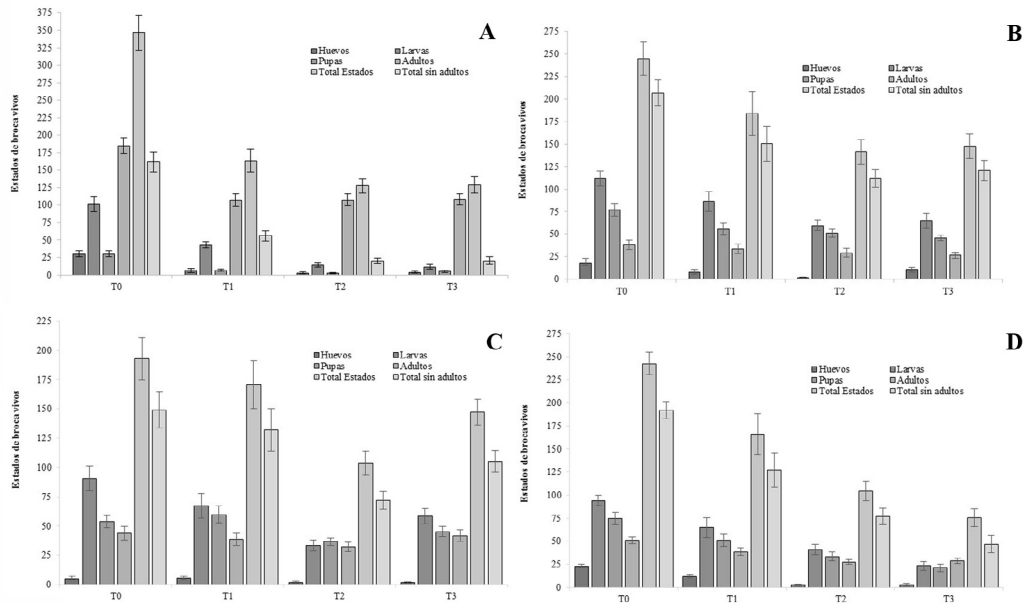 A
Estados de broca vivos
375
350
325
300
275
250
225
200
175
150
125
100
75
50
25
0
Huevos Larvas
Pupas Adultos
Total Estados Total sin adultos
T0 T1 T2 T3
B
Estados de broca vivos
275
250
225
200
175
150
125
100
75
50
25
0
Huevos Larvas
Pupas Adultos
Total Estados Total sin adultos
T0 T1 T2 T3
C
Estados de broca vivos
225
200
175
150
125
100
75
50
25
0
Huevos Larvas
Pupas Adultos
Total Estados Total sin adultos
T0 T1 T2 T3
D
Estados de broca vivos
275
250
225
200
175
150
125
100
75
50
25
0
Huevos Larvas
Pupas Adultos
Total Estados Total sin adultos
T0 T1 T2 T3